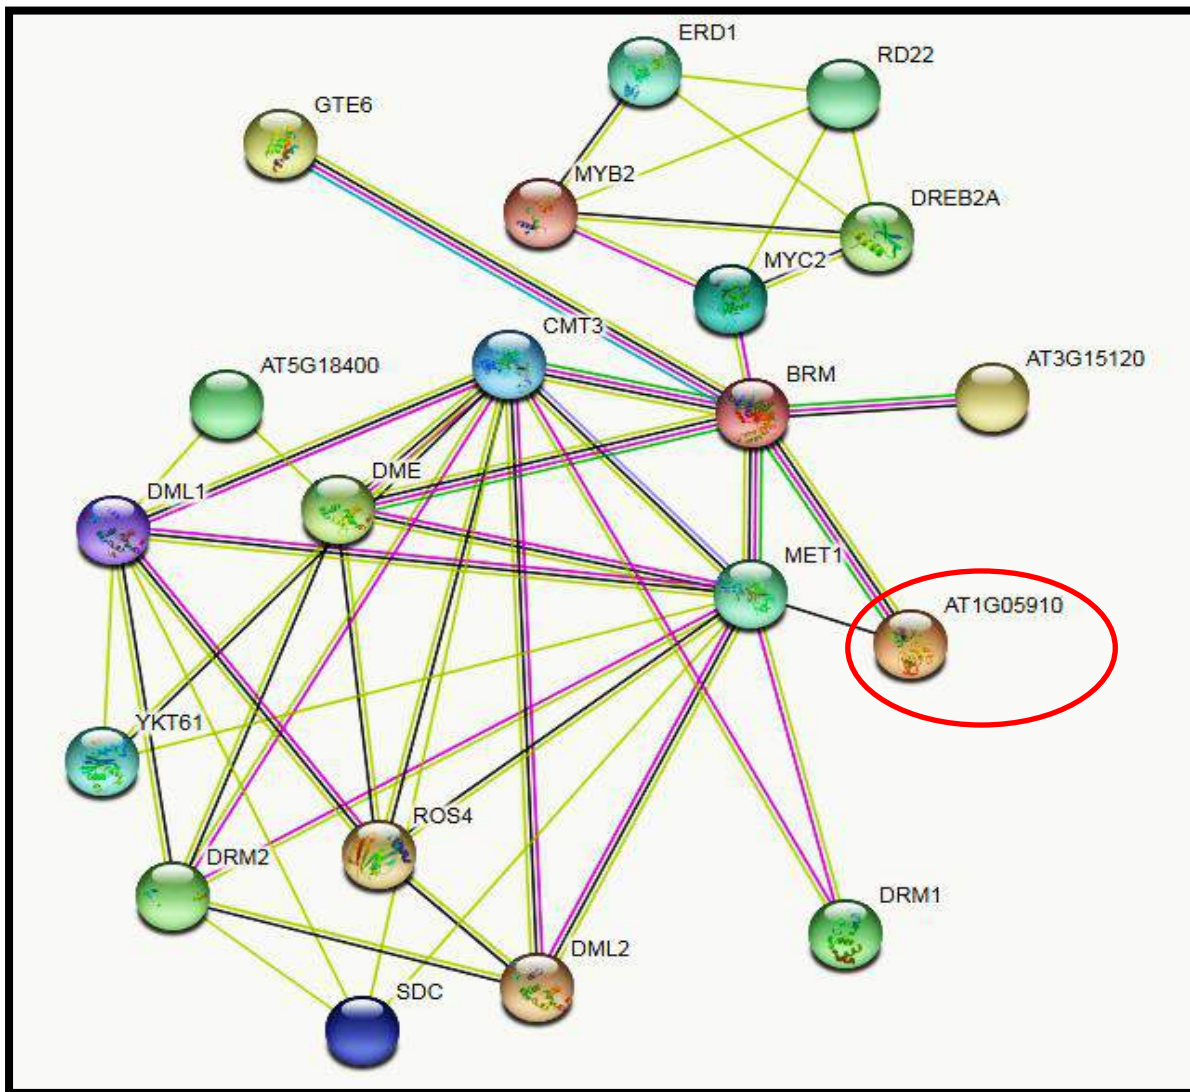 ERD1
RD22
GTE6
MYB2
DREB2A
MYC2
CMT3
AT5G18400
BRM
AT3G15120
DME
DML1
MET1
AT1G05910
YKT61
ROS4
DRM2
DRM1
DML2
SDC